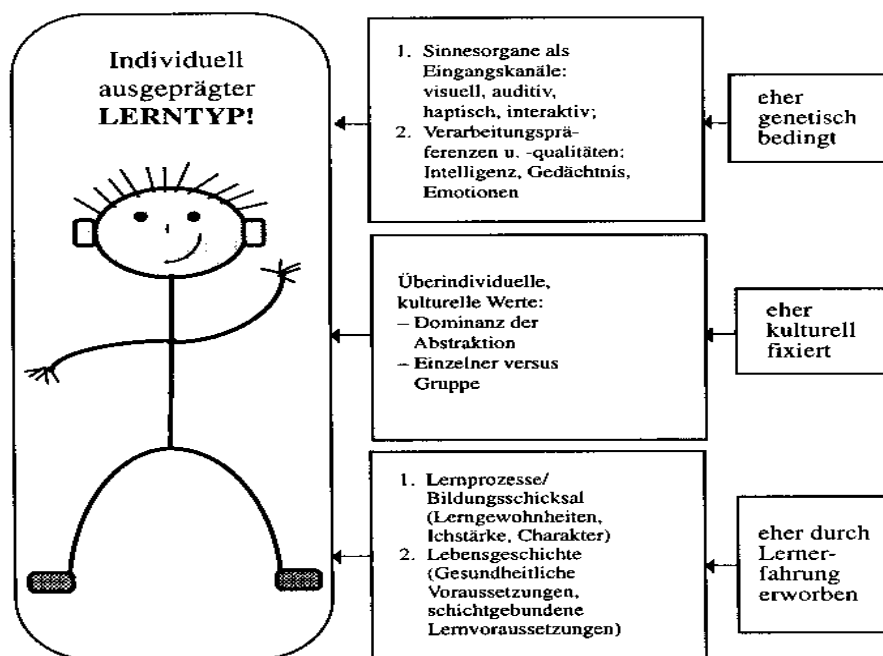 Individuell
ausgeprägter
LERNTYP!
1. Sinnesorgane als
Eingangskanäle:
visuell, auditiv,
haptisch, interaktiv;
2. Verarbeitungsprä-
ferenzen u. -qualitäten:
Intelligenz, Gedächtnis,
Emotionen
eher
genetisch
bedingt
Überindividuelle,
kulturelle Werte:
– Dominanz der
Abstraktion
– Einzelner versus
Gruppe
eher
kulturell
fixiert
1. Lernprozesse/
Bildungsschicksal
(Lerngewohnheiten,
Ichstärke, Charakter)
2. Lebensgeschichte
(Gesundheitliche
Voraussetzungen,
schichtgebundene
Lernvoraussetzungen)
eher durch
Lerner-
fahrung
erworben